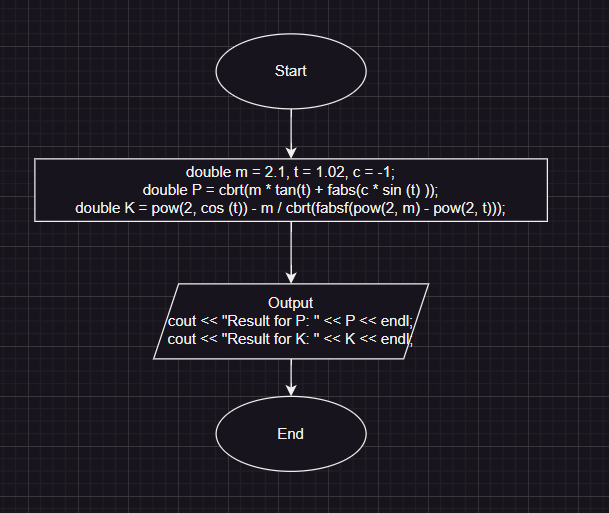 Start
double m = 2.1, t = 1.02, c = -1;
double P = cbrt(m * tan(t) + fabs(c * sin (t) ));
double K = pow(2, cos (t)) - m / cbrt(fabsf(pow(2, m) - pow(2, t)));
Output
cout << "Result for P: " << P << endl;
cout << "Result for K: " << K << endl;
End